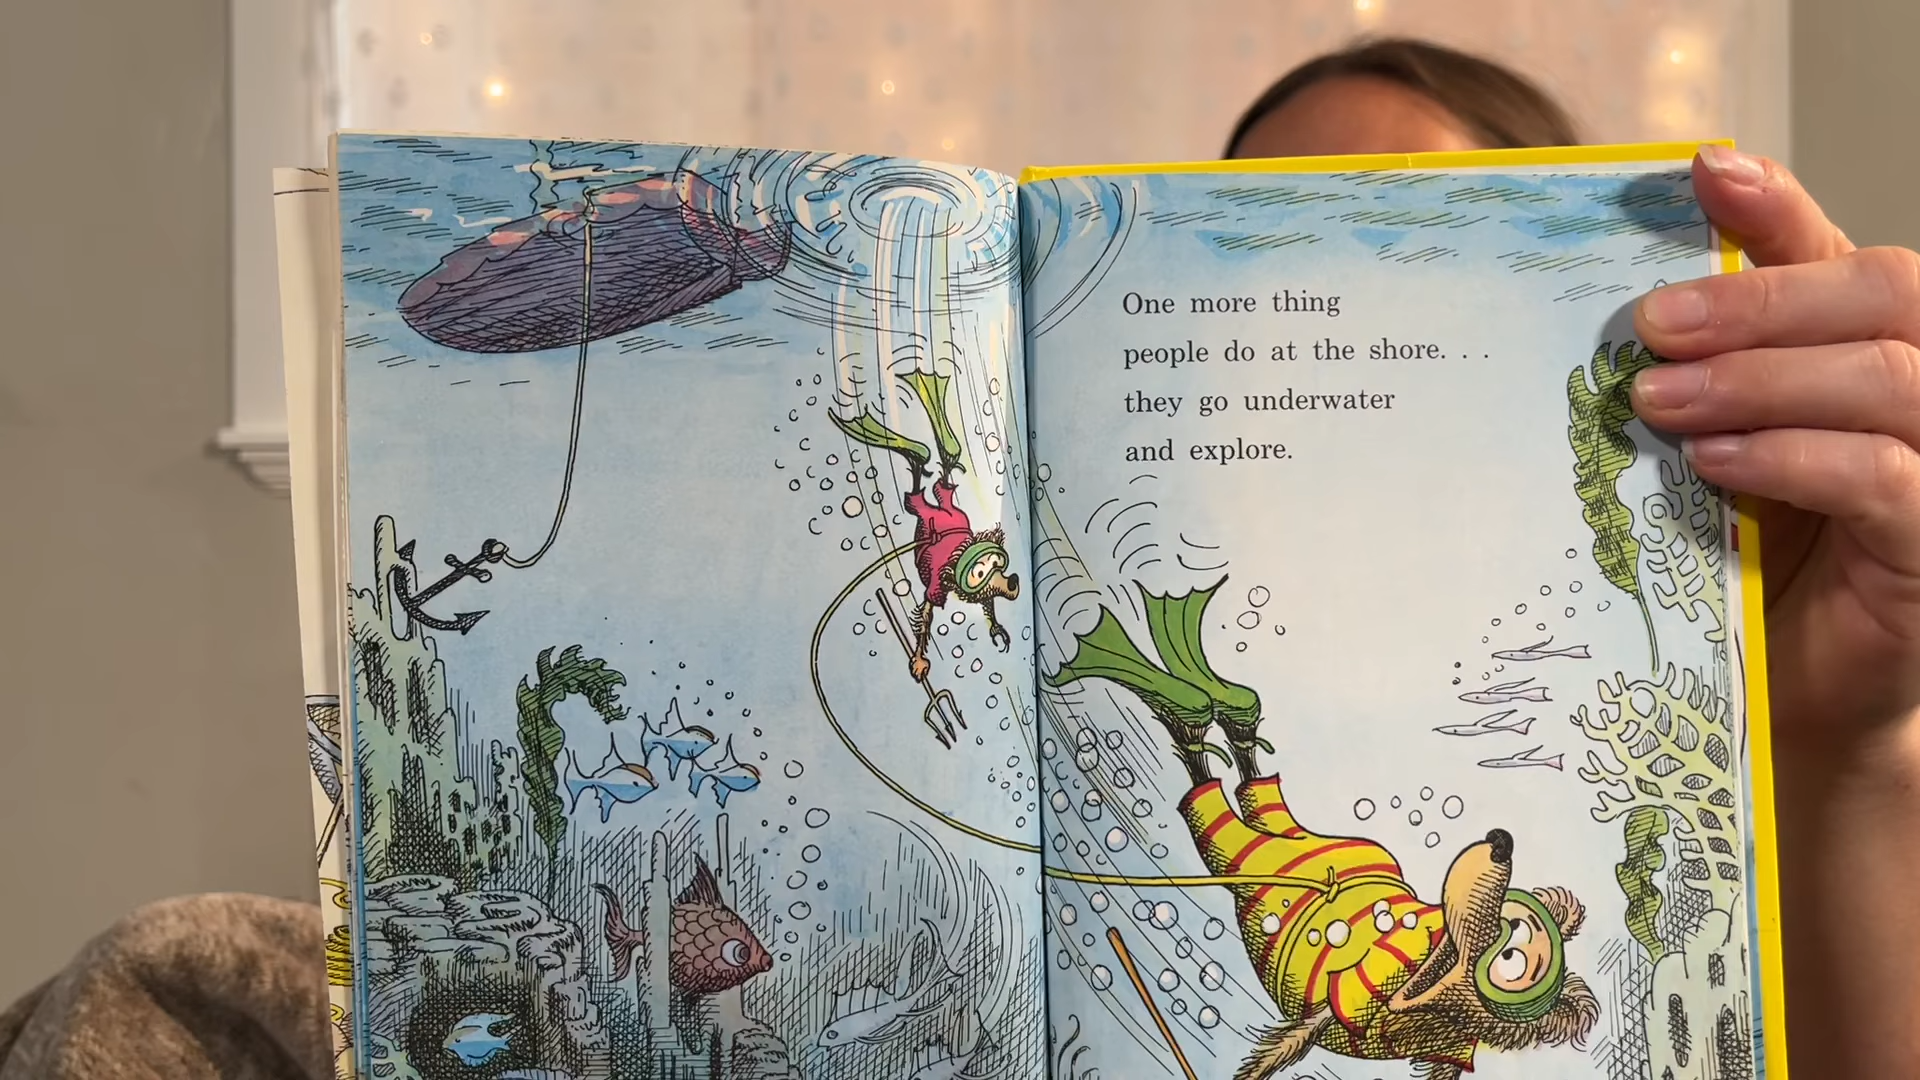 One more thing
people do at the shore. . .
they go underwater
and explore.